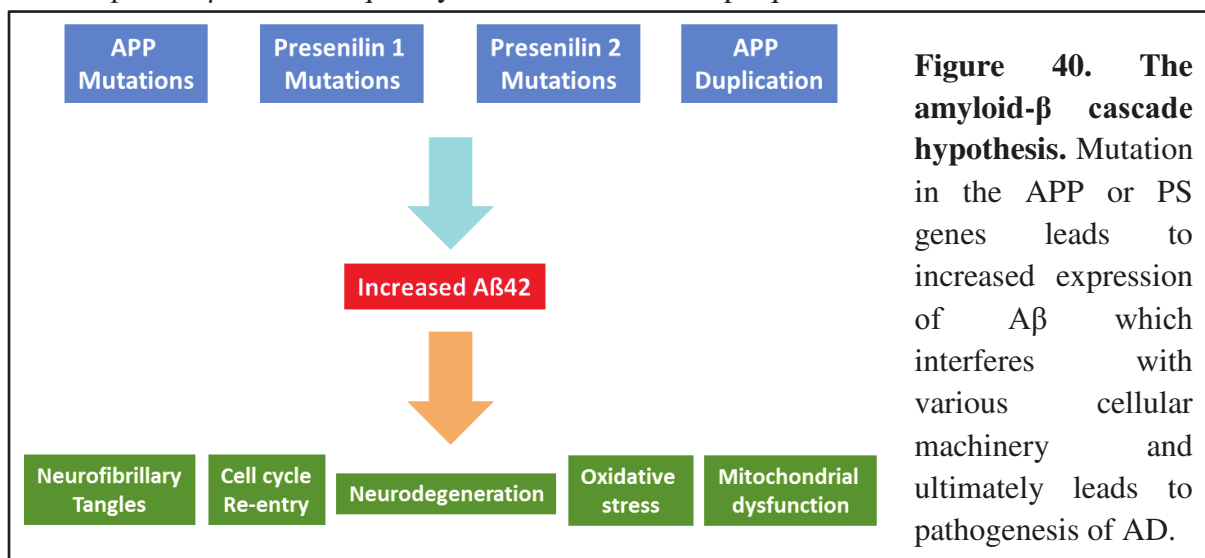 APP
Mutations
Presenilin 1
Mutations
Presenilin 2
Mutations
APP
Duplication
Increased Aß42
Neurofibrillary
Tangles
Cell cycle
Re-entry
Neurodegeneration
Oxidative
stress
Mitochondrial
dysfunction
Figure 40. The
amyloid-β cascade
hypothesis. Mutation
in the APP or PS
genes leads to
increased expression
of Aβ which
interferes with
various cellular
machinery and
ultimately leads to
pathogenesis of AD.